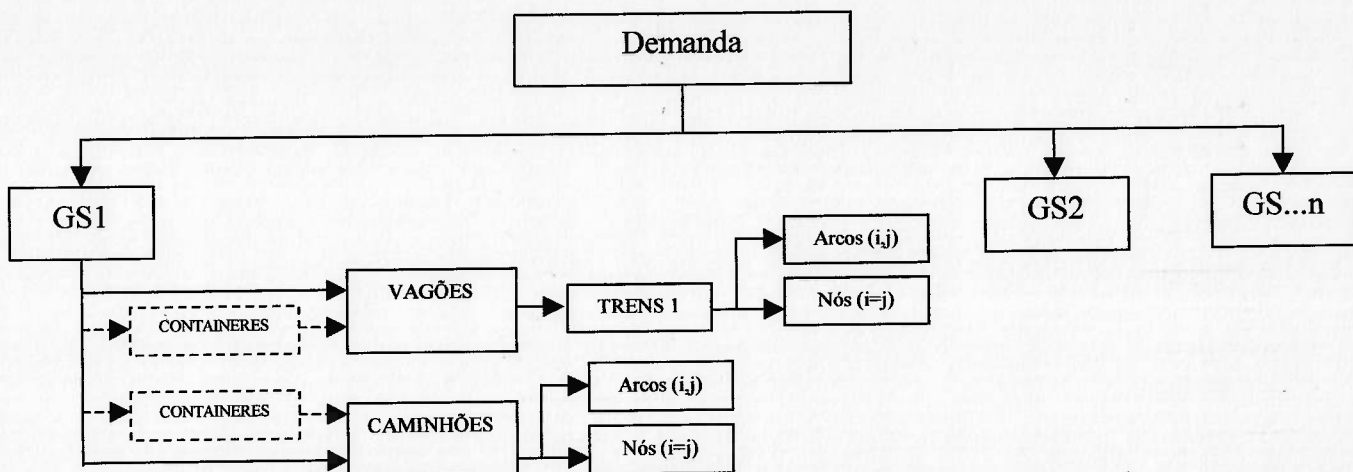 Demanda
GS1
GS2
GS...n
Arcos (i,j)
VAGÕES
TRENS 1
Nós (i=j)
CONTAINERES
Arcos (i,j)
CONTAINERES
CAMINHÕES
Nós (i=j)